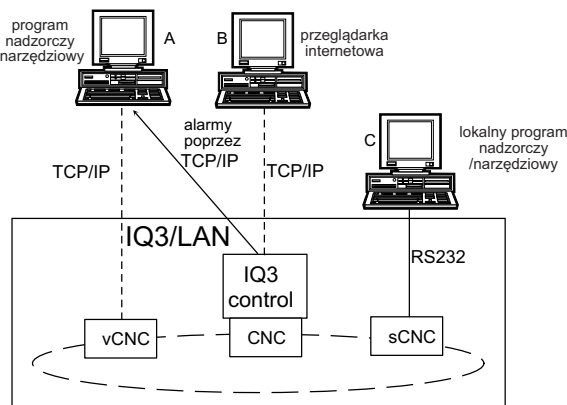 program
nadzorczy
narzędziowy
A
B
przeglądarka
internetowa
alarmy
poprzez
TCP/IP
TCP/IP
TCP/IP
C
lokalny program
nadzorczy
/narzędziowy
IQ3/LAN
RS232
IQ3
control
vCNC
CNC
sCNC